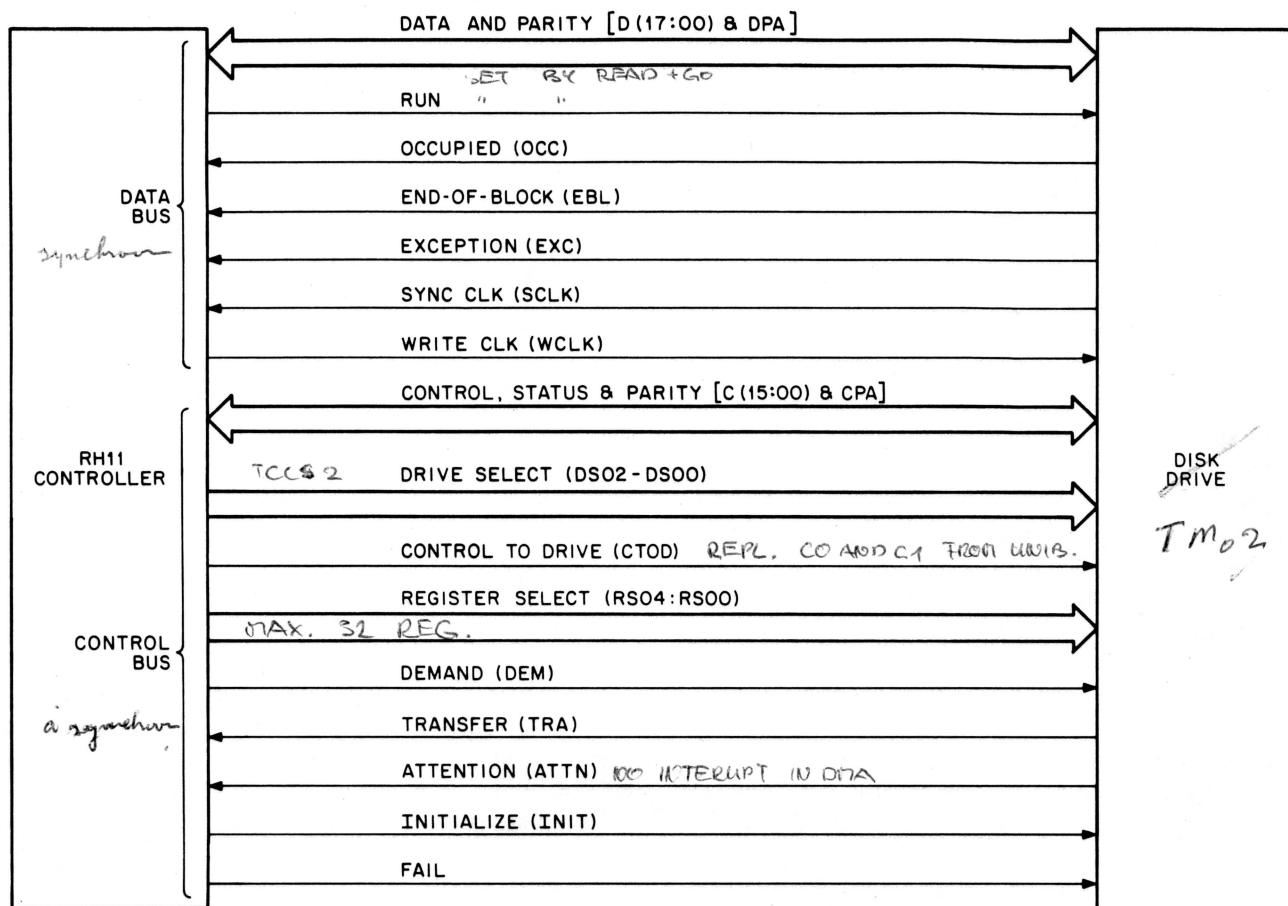 DATA AND PARITY [D(17:00) & DPA]
SET BY READ + GO
RUN " "
OCCUPIED (OCC)
DATA
BUS
END-OF-BLOCK (EBL)
synchron
EXCEPTION (EXC)
SYNC CLK (SCLK)
WRITE CLK (WCLK)
CONTROL, STATUS & PARITY [C(15:00) & CPA]
RH11
CONTROLLER
DRIVE SELECT (DS02-DS00)
DISK
DRIVE
TM02
CONTROL TO DRIVE (CTOD) REPL. C0 AND C1 FROM UNIB.
REGISTER SELECT (RS04:RS00)
MAX. 32 REG.
CONTROL
BUS
DEMAND (DEM)
a synchron
TRANSFER (TRA)
ATTENTION (ATTN) INTERUPT IN DMA
INITIALIZE (INIT)
FAIL